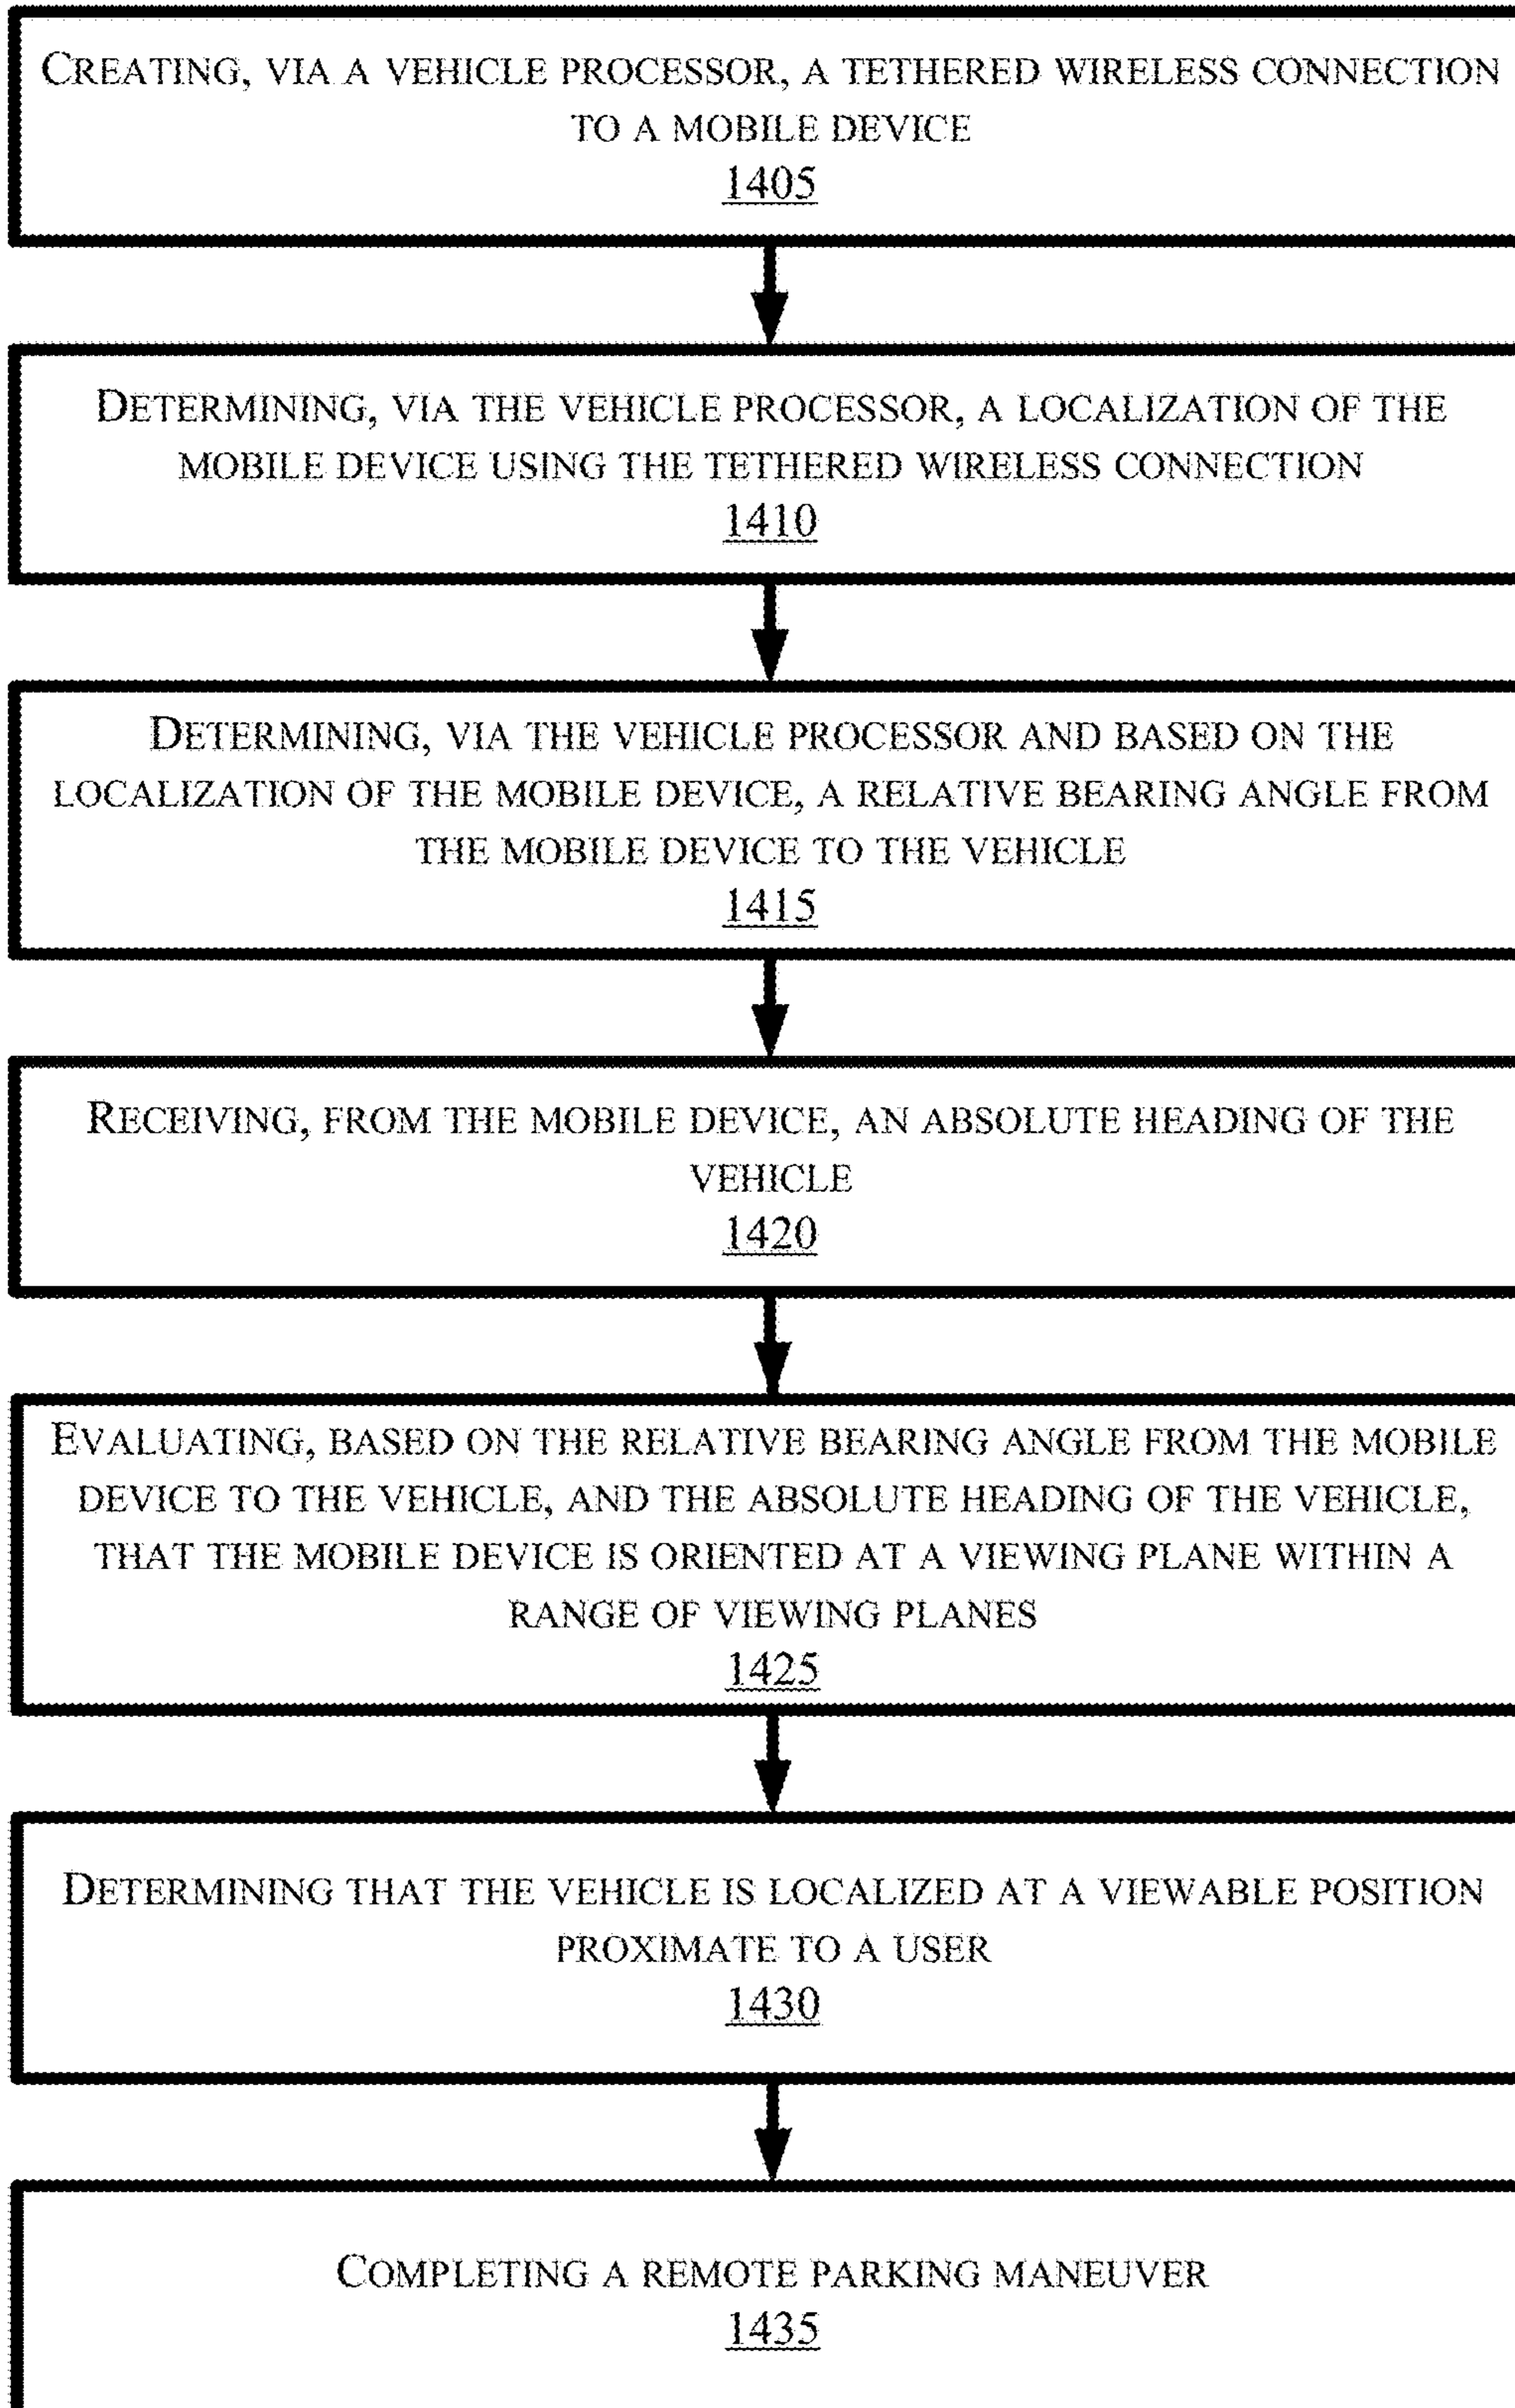 CREATING, VIA A VEHICLE PROCESSOR, A TETHERED WIRELESS CONNECTION
TO A MOBILE DEVICE
1405
DETERMINING, VIA THE VEHICLE PROCESSOR, A LOCALIZATION OF THE
MOBILE DEVICE USING THE TETHERED WIRELESS CONNECTION
1410
DETERMINING, VIA THE VEHICLE PROCESSOR AND BASED ON THE
LOCALIZATION OF THE MOBILE DEVICE, A RELATIVE BEARING ANGLE FROM
THE MOBILE DEVICE TO THE VEHICLE
1415
RECEIVING, FROM THE MOBILE DEVICE, AN ABSOLUTE HEADING OF THE
VEHICLE
1420
EVALUATING, BASED ON THE RELATIVE BEARING ANGLE FROM THE MOBILE
DEVICE TO THE VEHICLE, AND THE ABSOLUTE HEADING OF THE VEHICLE,
THAT THE MOBILE DEVICE IS ORIENTED AT A VIEWING PLANE WITHIN A
RANGE OF VIEWING PLANES
1425
DETERMINING THAT THE VEHICLE IS LOCALIZED AT A VIEWABLE POSITION
PROXIMATE TO A USER
1430
COMPLETING A REMOTE PARKING MANEUVER
1435